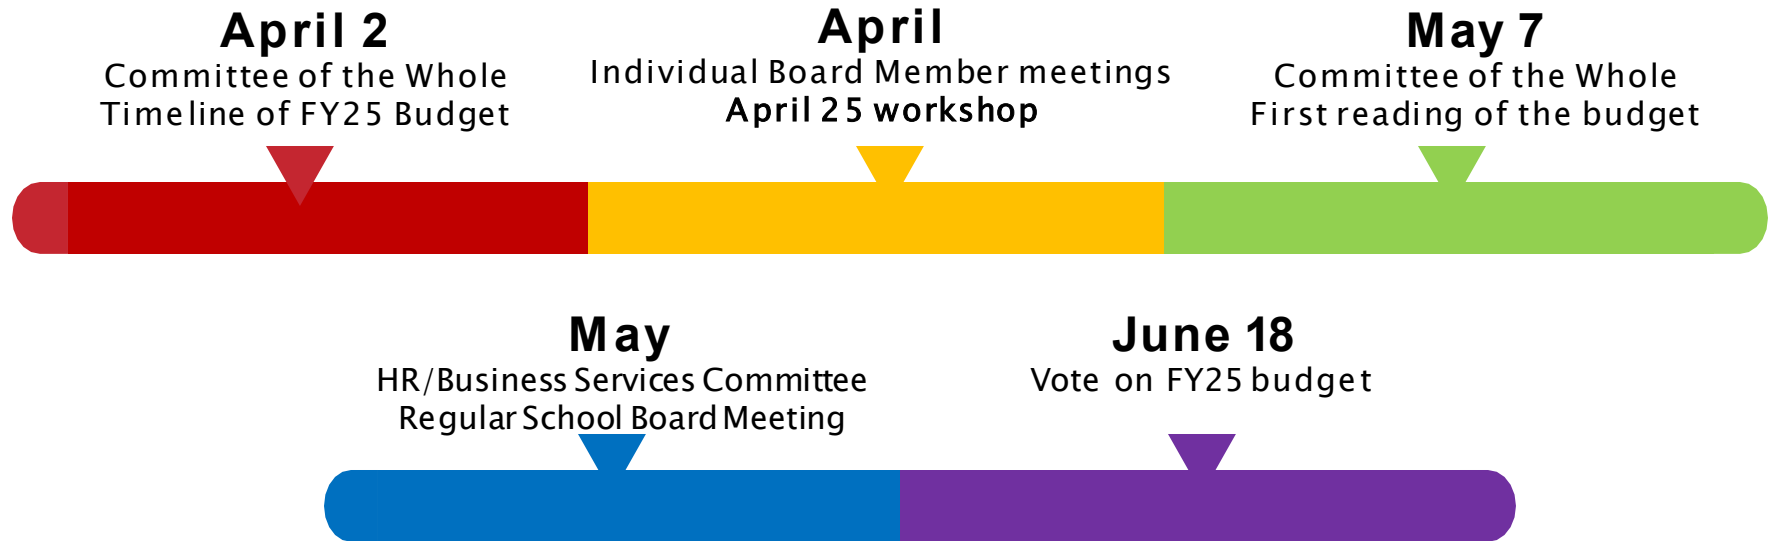 April 2
Committee of the Whole
Timeline of FY25 Budget
April
Individual Board Member meetings
April 25 workshop
May 7
Committee of the Whole
First reading of the budget
May
HR/Business Services Committee
Regular School Board Meeting
June 18
Vote on FY25 budget